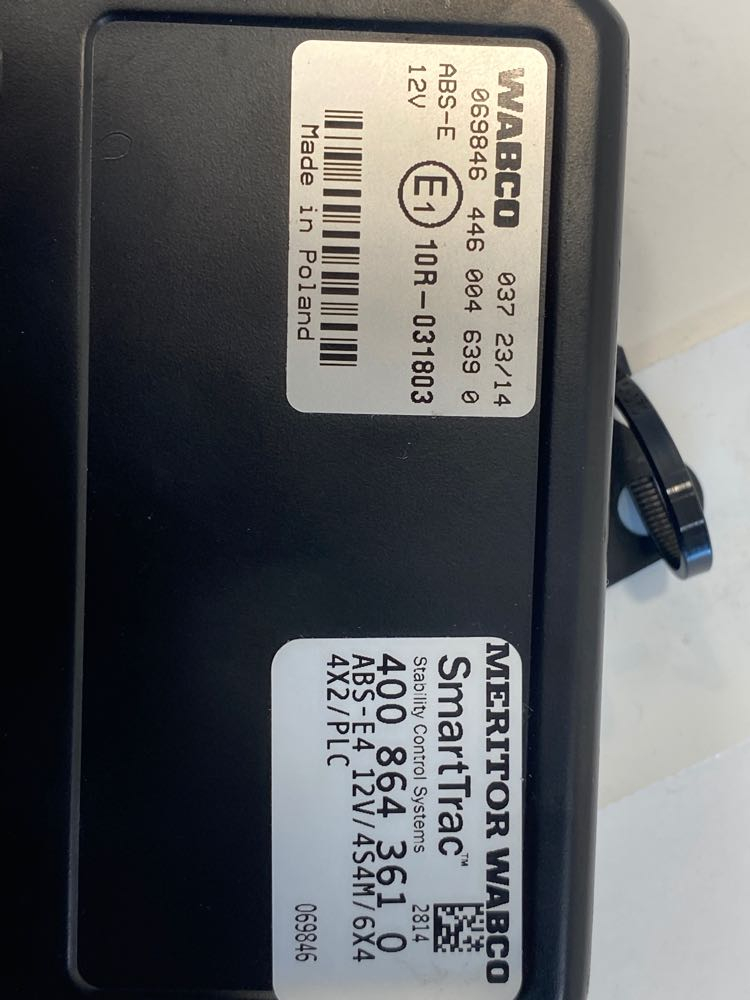 WABCO 037 23/14
069846 446 004 639 0
ABS-E
12V E1 10R-031803
Made in Poland
MERITOR WABCO
SmartTrac™
Stability Control Systems 2814
400 864 361 0
ABS-E4 12V/4S4M/6X4
4X2/PLC 069846